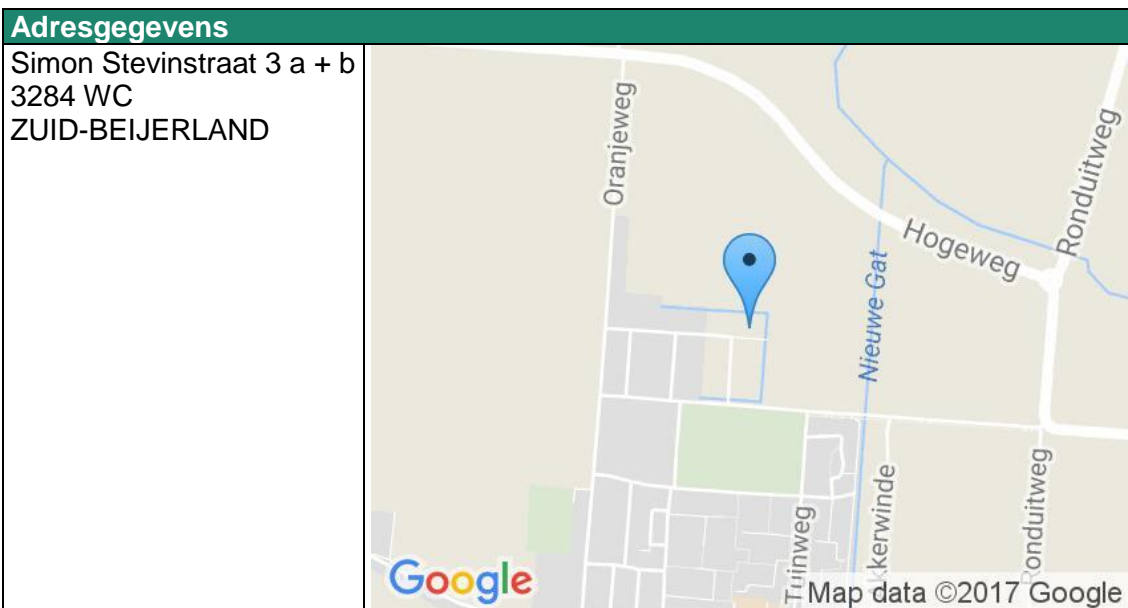 Adresgegevens
Simon Stevinstraat 3 a + b
3284 WC
ZUID-BEIJERLAND
Oranjeweg
Ronduitweg
Hogeweg
Nieuwe Gat
Tuinweg
kkerwinde
Ronduitweg
Google
Map data ©2017 Google